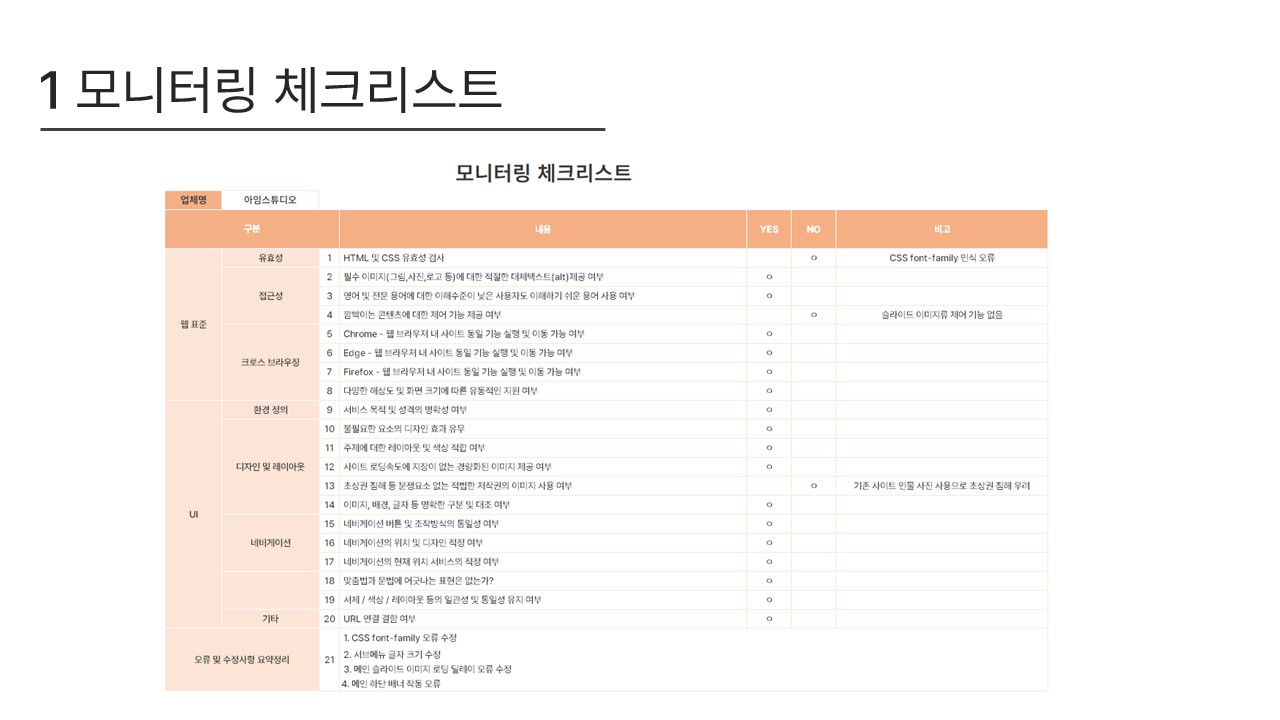 1 모니터링 체크리스트
모니터링 체크리스트
업체명 아임스튜디오
구분 내용 YES NO 비고
웹 표준
유효성
1 HTML 및 CSS 유효성 검사 ㅇ CSS font-family 인식 오류
접근성
2 필수 이미지(그림,사진,로고 등)에 대한 적절한 대체텍스트(alt)제공 여부 ㅇ
3 영어 및 전문 용어에 대한 이해수준이 낮은 사용자도 이해하기 쉬운 용어 사용 여부 ㅇ
4 깜빡이는 콘텐츠에 대한 제어 기능 제공 여부 ㅇ 슬라이드 이미지류 제어 기능 없음
크로스 브라우징
5 Chrome - 웹 브라우저 내 사이트 동일 기능 실행 및 이동 가능 여부 ㅇ
6 Edge - 웹 브라우저 내 사이트 동일 기능 실행 및 이동 가능 여부 ㅇ
7 Firefox - 웹 브라우저 내 사이트 동일 기능 실행 및 이동 가능 여부 ㅇ
8 다양한 해상도 및 화면 크기에 따른 유동적인 지원 여부 ㅇ
UI
환경 정의
9 서비스 목적 및 성격의 명확성 여부 ㅇ
디자인 및 레이아웃
10 불필요한 요소의 디자인 효과 유무 ㅇ
11 주제에 대한 레이아웃 및 색상 적합 여부 ㅇ
12 사이트 로딩속도에 지장이 없는 경량화된 이미지 제공 여부 ㅇ
13 초상권 침해 등 분쟁요소 없는 적법한 저작권의 이미지 사용 여부 ㅇ 기존 사이트 인물 사진 사용으로 초상권 침해 우려
14 이미지, 배경, 글자 등 명확한 구분 및 대조 여부 ㅇ
네비게이션
15 네비게이션 버튼 및 조작방식의 통일성 여부 ㅇ
16 네비게이션의 위치 및 디자인 적정 여부 ㅇ
17 네비게이션의 현재 위치 서비스의 적정 여부 ㅇ
18 맞춤법과 문법에 어긋나는 표현은 없는가? ㅇ
19 서체 / 색상 / 레이아웃 등의 일관성 및 통일성 유지 여부 ㅇ
기타
20 URL 연결 결함 여부 ㅇ
오류 및 수정사항 요약정리
21
1. CSS font-family 오류 수정
2. 서브메뉴 글자 크기 수정
3. 메인 슬라이드 이미지 로딩 딜레이 오류 수정
4. 메인 하단 배너 작동 오류